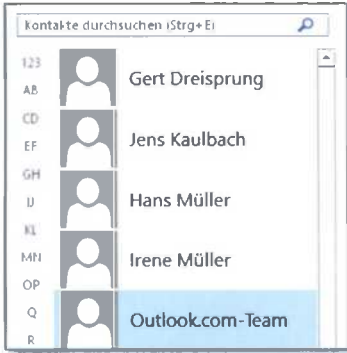 Kontakte durchsuchen (Strg+E)
123
AB
CD
EF
GH
IJ
KL
MN
OP
Q
R
Gert Dreisprung
Jens Kaulbach
Hans Müller
Irene Müller
Outlook.com-Team